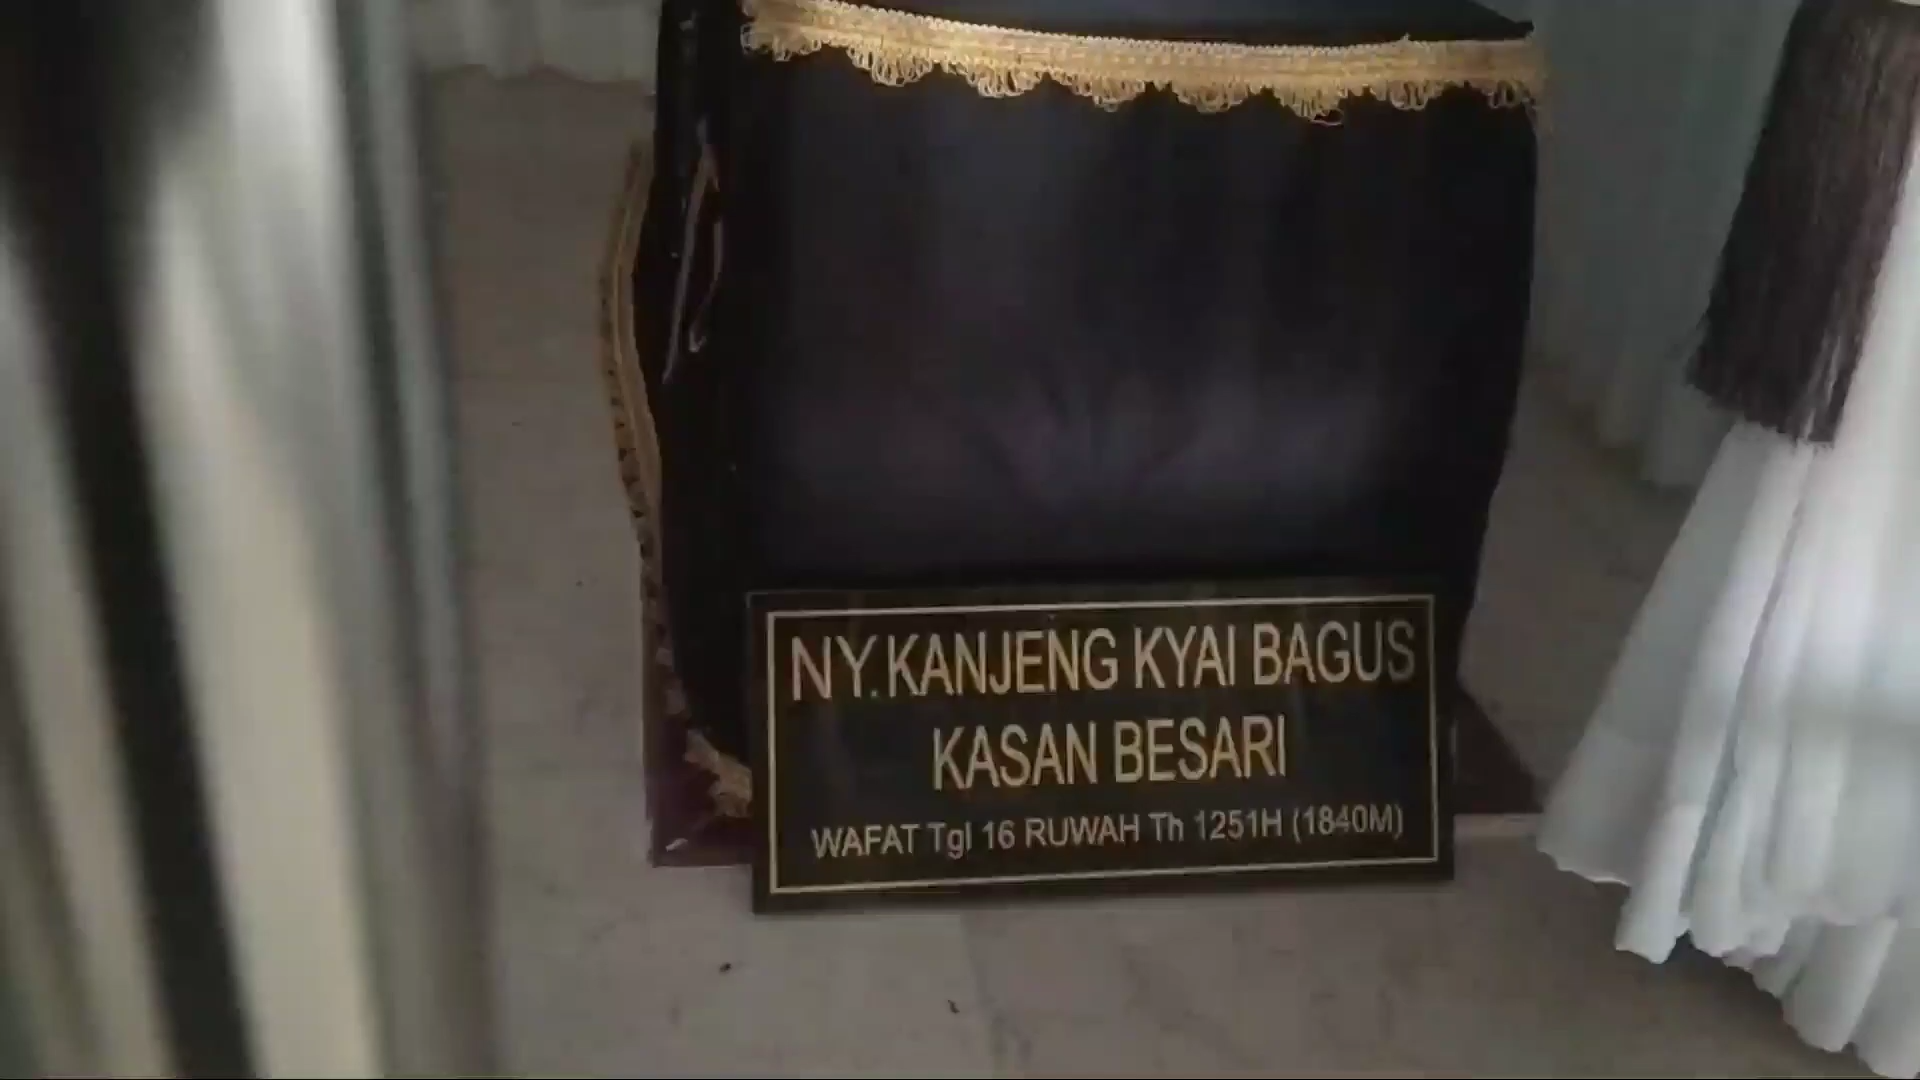 NY.KANJENG KYAI BAGUS
KASAN BESARI
WAFAT Tgl 16 RUWAH Th 1251H (1840M)